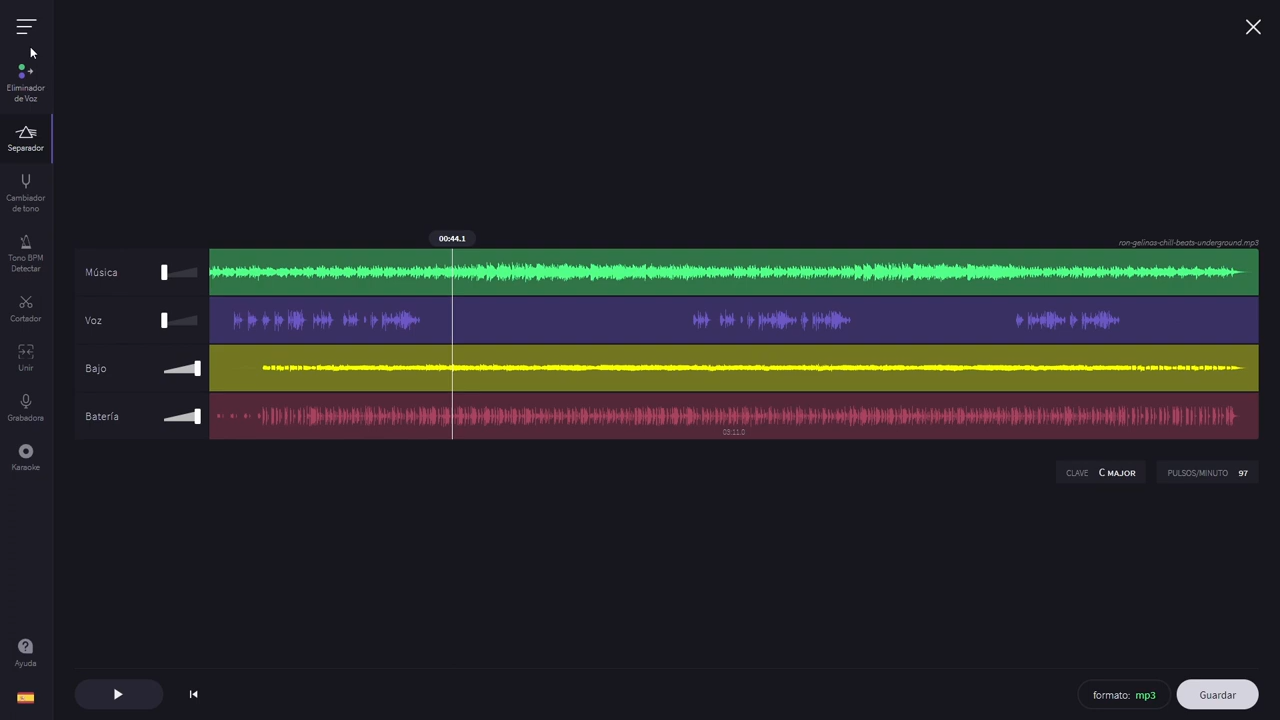 Eliminador
de Voz
Separador
Cambiador
de tono
Tono BPM
Detectar
Cortador
Unir
Grabadora
Karaoke
Ayuda
00:44.1
ron-gelinas-chill-beats-underground.mp3
Música
Voz
Bajo
Batería
03:11.0
CLAVE C MAJOR PULSOS/MINUTO 97
formato: mp3 Guardar